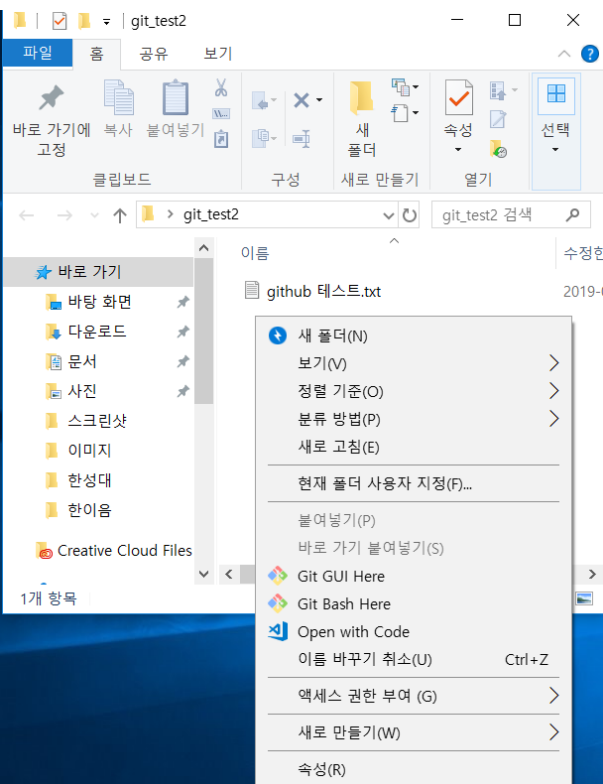 git_test2
파일 홈 공유 보기
바로 가기에 고정
복사
붙여넣기
새 폴더
속성
선택
클립보드 구성 새로 만들기 열기
git_test2
git_test2 검색
이름
수정한
바로 가기
바탕 화면
다운로드
문서
사진
스크린샷
이미지
한성대
한이음
Creative Cloud Files
github 테스트.txt
2019-0
1개 항목
새 폴더(N)
보기(V)
정렬 기준(O)
분류 방법(P)
새로 고침(E)
현재 폴더 사용자 지정(F)...
붙여넣기(P)
바로 가기 붙여넣기(S)
Git GUI Here
Git Bash Here
Open with Code
이름 바꾸기 취소(U) Ctrl+Z
액세스 권한 부여 (G)
새로 만들기(W)
속성(R)